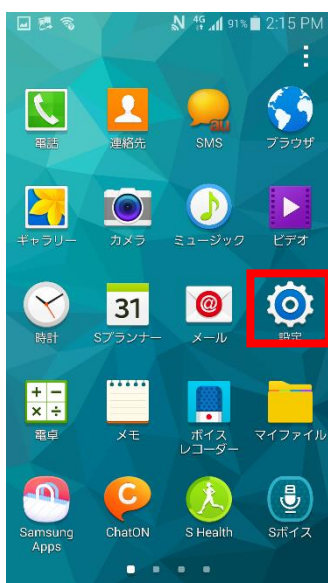 4G 91% 2:15 PM
電話 連絡先 SMS ブラウザ
ギャラリー カメラ ミュージック ビデオ
31
時計 Sプランナー メール 設定
電卓 メモ ボイス レコーダー マイファイル
Samsung Apps ChatON S Health Sボイス